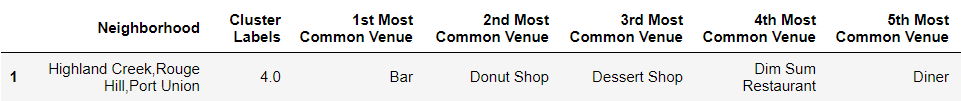 Neighborhood Cluster Labels 1st Most Common Venue 2nd Most Common Venue 3rd Most Common Venue 4th Most Common Venue 5th Most Common Venue
1 Highland Creek,Rouge Hill,Port Union 4.0 Bar Donut Shop Dessert Shop Dim Sum Restaurant Diner